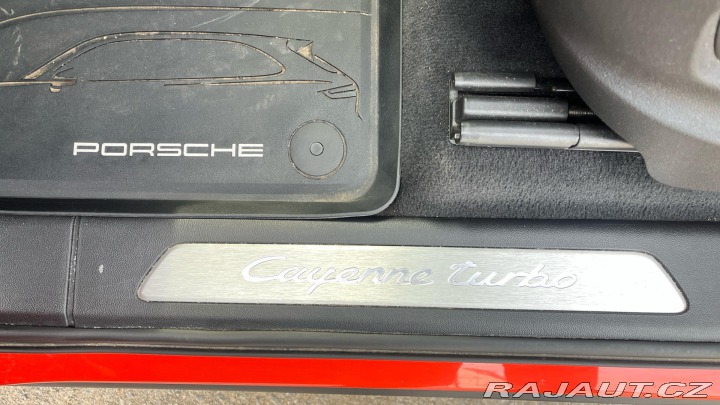 PORSCHE
Cayenne turbo
RAJAUT.CZ